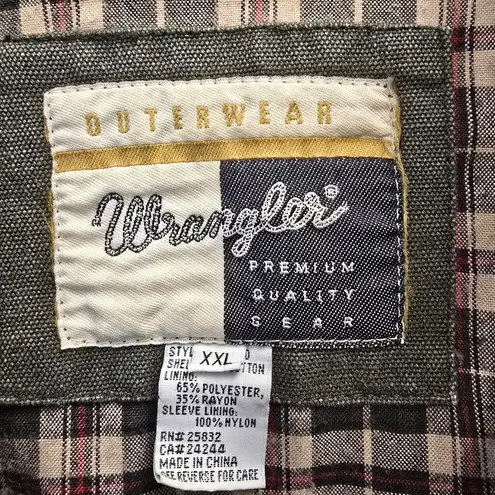 OUTERWEAR
Wrangler®
PREMIUM
QUALITY
GEAR
XXL
LINING:
65% POLYESTER,
35% RAYON
SLEEVE LINING:
100% NYLON
RN# 25832
CA# 24244
MADE IN CHINA
SEE REVERSE FOR CARE